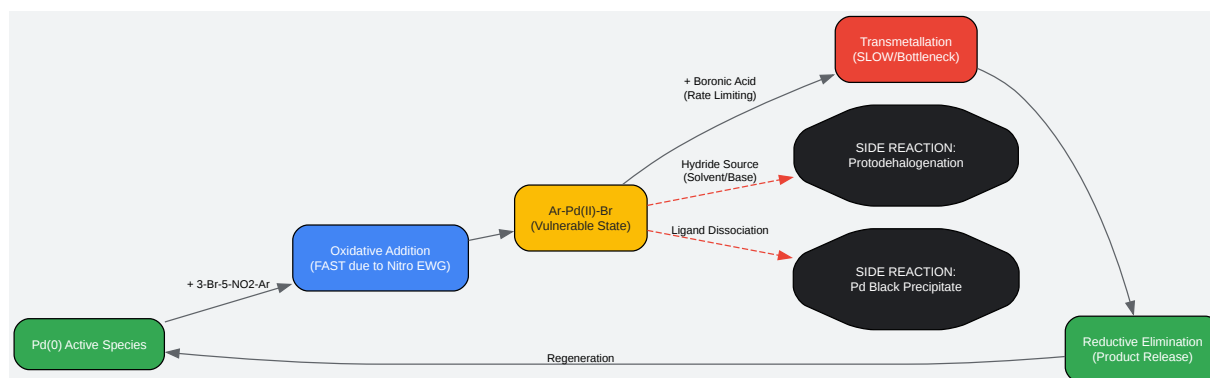 Transmetallation
(SLOW/Bottleneck)
+ Boronic Acid
(Rate Limiting)
SIDE REACTION:
Protodehalogenation
Hydride Source
(Solvent/Base)
Ar-Pd(II)-Br
(Vulnerable State)
Ligand Dissociation
Oxidative Addition
(FAST due to Nitro EWG)
SIDE REACTION:
Pd Black Precipitate
+ 3-Br-5-NO2-Ar
Pd(0) Active Species
Reductive Elimination
(Product Release)
Regeneration